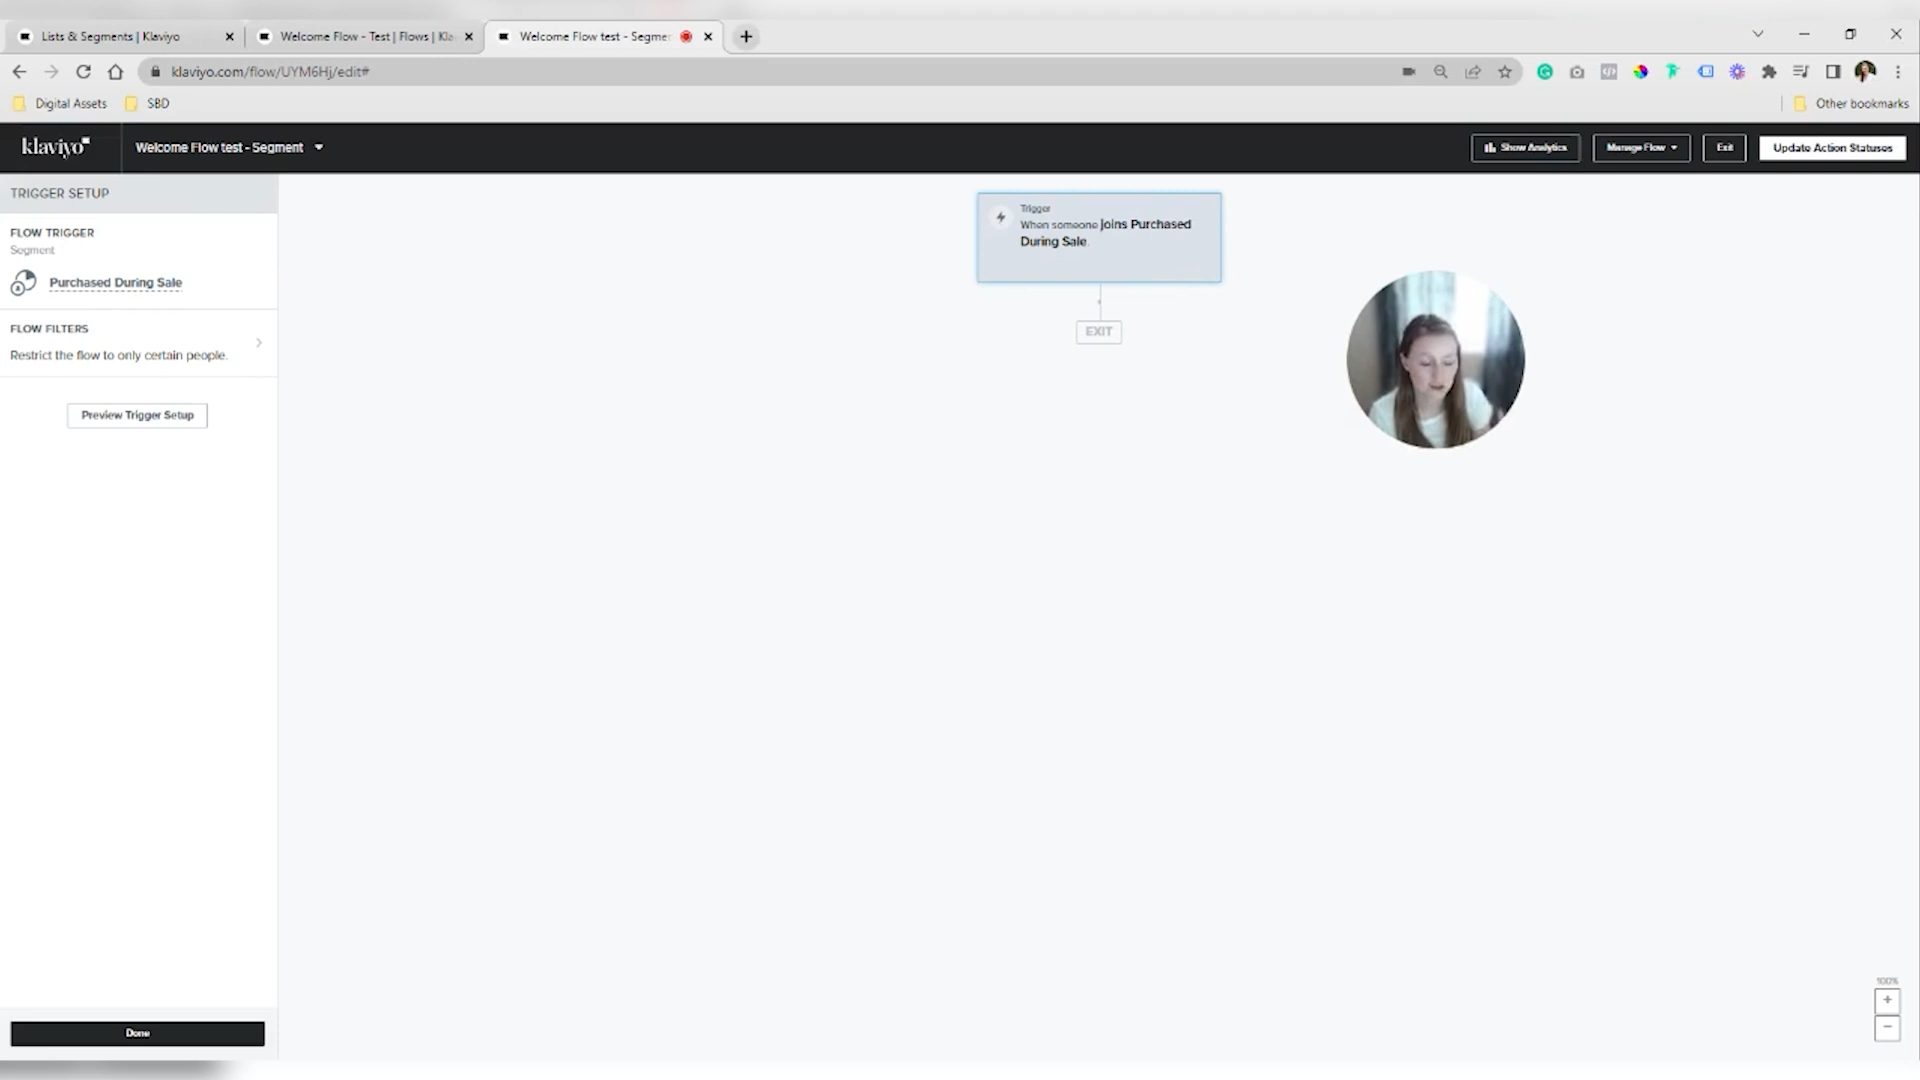 Lists & Segments | Klaviyo
Welcome Flow - Test | Flows | Kla
Welcome Flow test - Segme
klaviyo.com/flow/UYM6Hj/edit#
Digital Assets
SBD
Other bookmarks
klaviyo
Welcome Flow test - Segment
Show Analytics
Manage Flow
Exit
Update Action Statuses
TRIGGER SETUP
FLOW TRIGGER
Segment
Purchased During Sale
FLOW FILTERS
Restrict the flow to only certain people.
Preview Trigger Setup
Done
Trigger
When someone joins Purchased
During Sale.
EXIT
100%